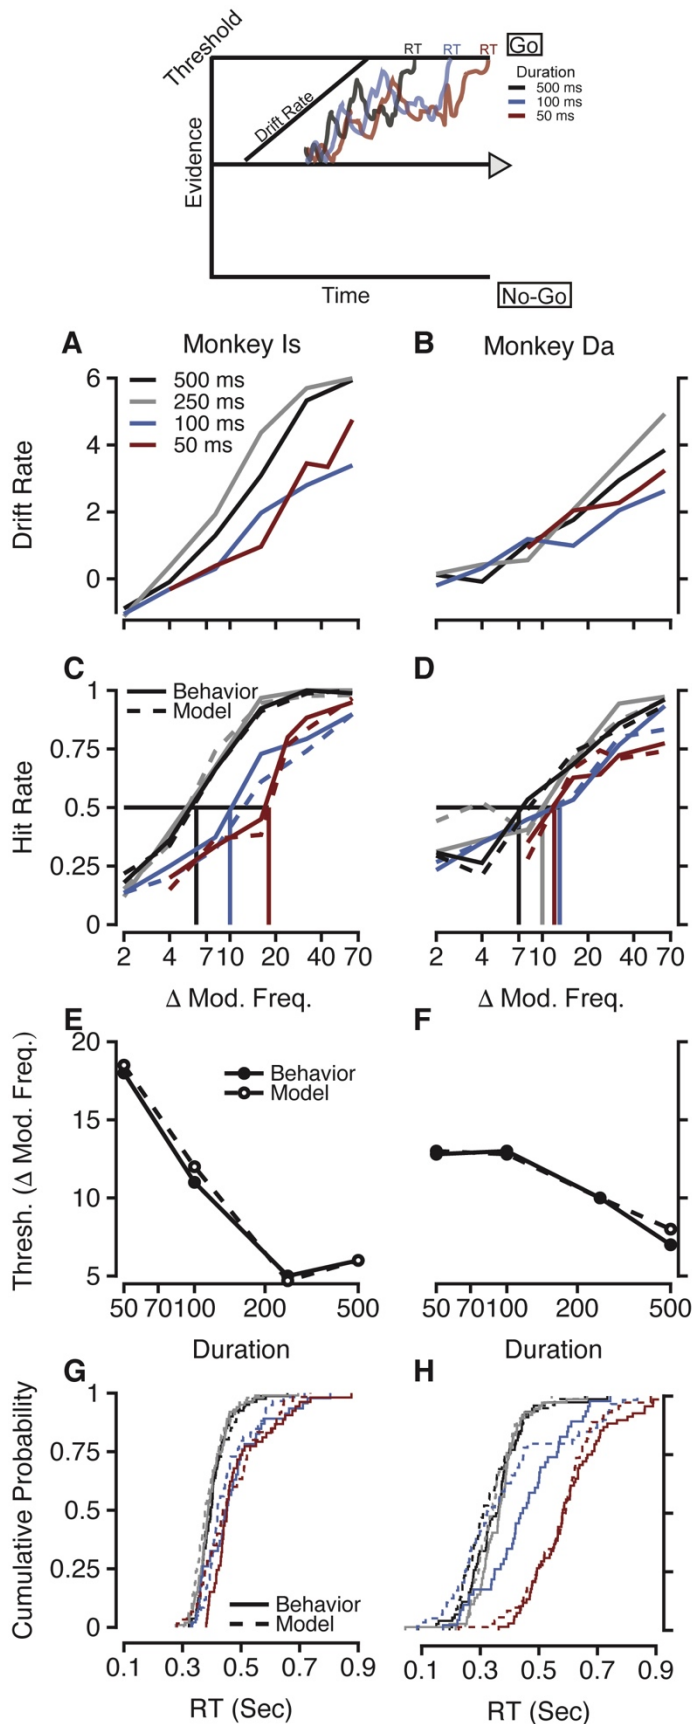 Threshold
RT RT RT Go
Duration
500 ms
100 ms
50 ms
Drift Rate
Evidence
Time
No-Go
A Monkey Is
B Monkey Da
500 ms
250 ms
100 ms
50 ms
Drift Rate
6
4
2
0
C
D
Behavior
Model
Hit Rate
1
0.75
0.5
0.25
0
2 4 7 10 20 40 70
2 4 7 10 20 40 70
Δ Mod. Freq.
Δ Mod. Freq.
E
F
Behavior
Model
Thresh. (Δ Mod. Freq.)
20
15
10
5
50 70 100 200 500
50 70 100 200 500
Duration
Duration
G
H
Cumulative Probability
1
0.75
0.5
0.25
0
Behavior
Model
Behavior
Model
0.1 0.3 0.5 0.7 0.9
0.1 0.3 0.5 0.7 0.9
RT (Sec)
RT (Sec)